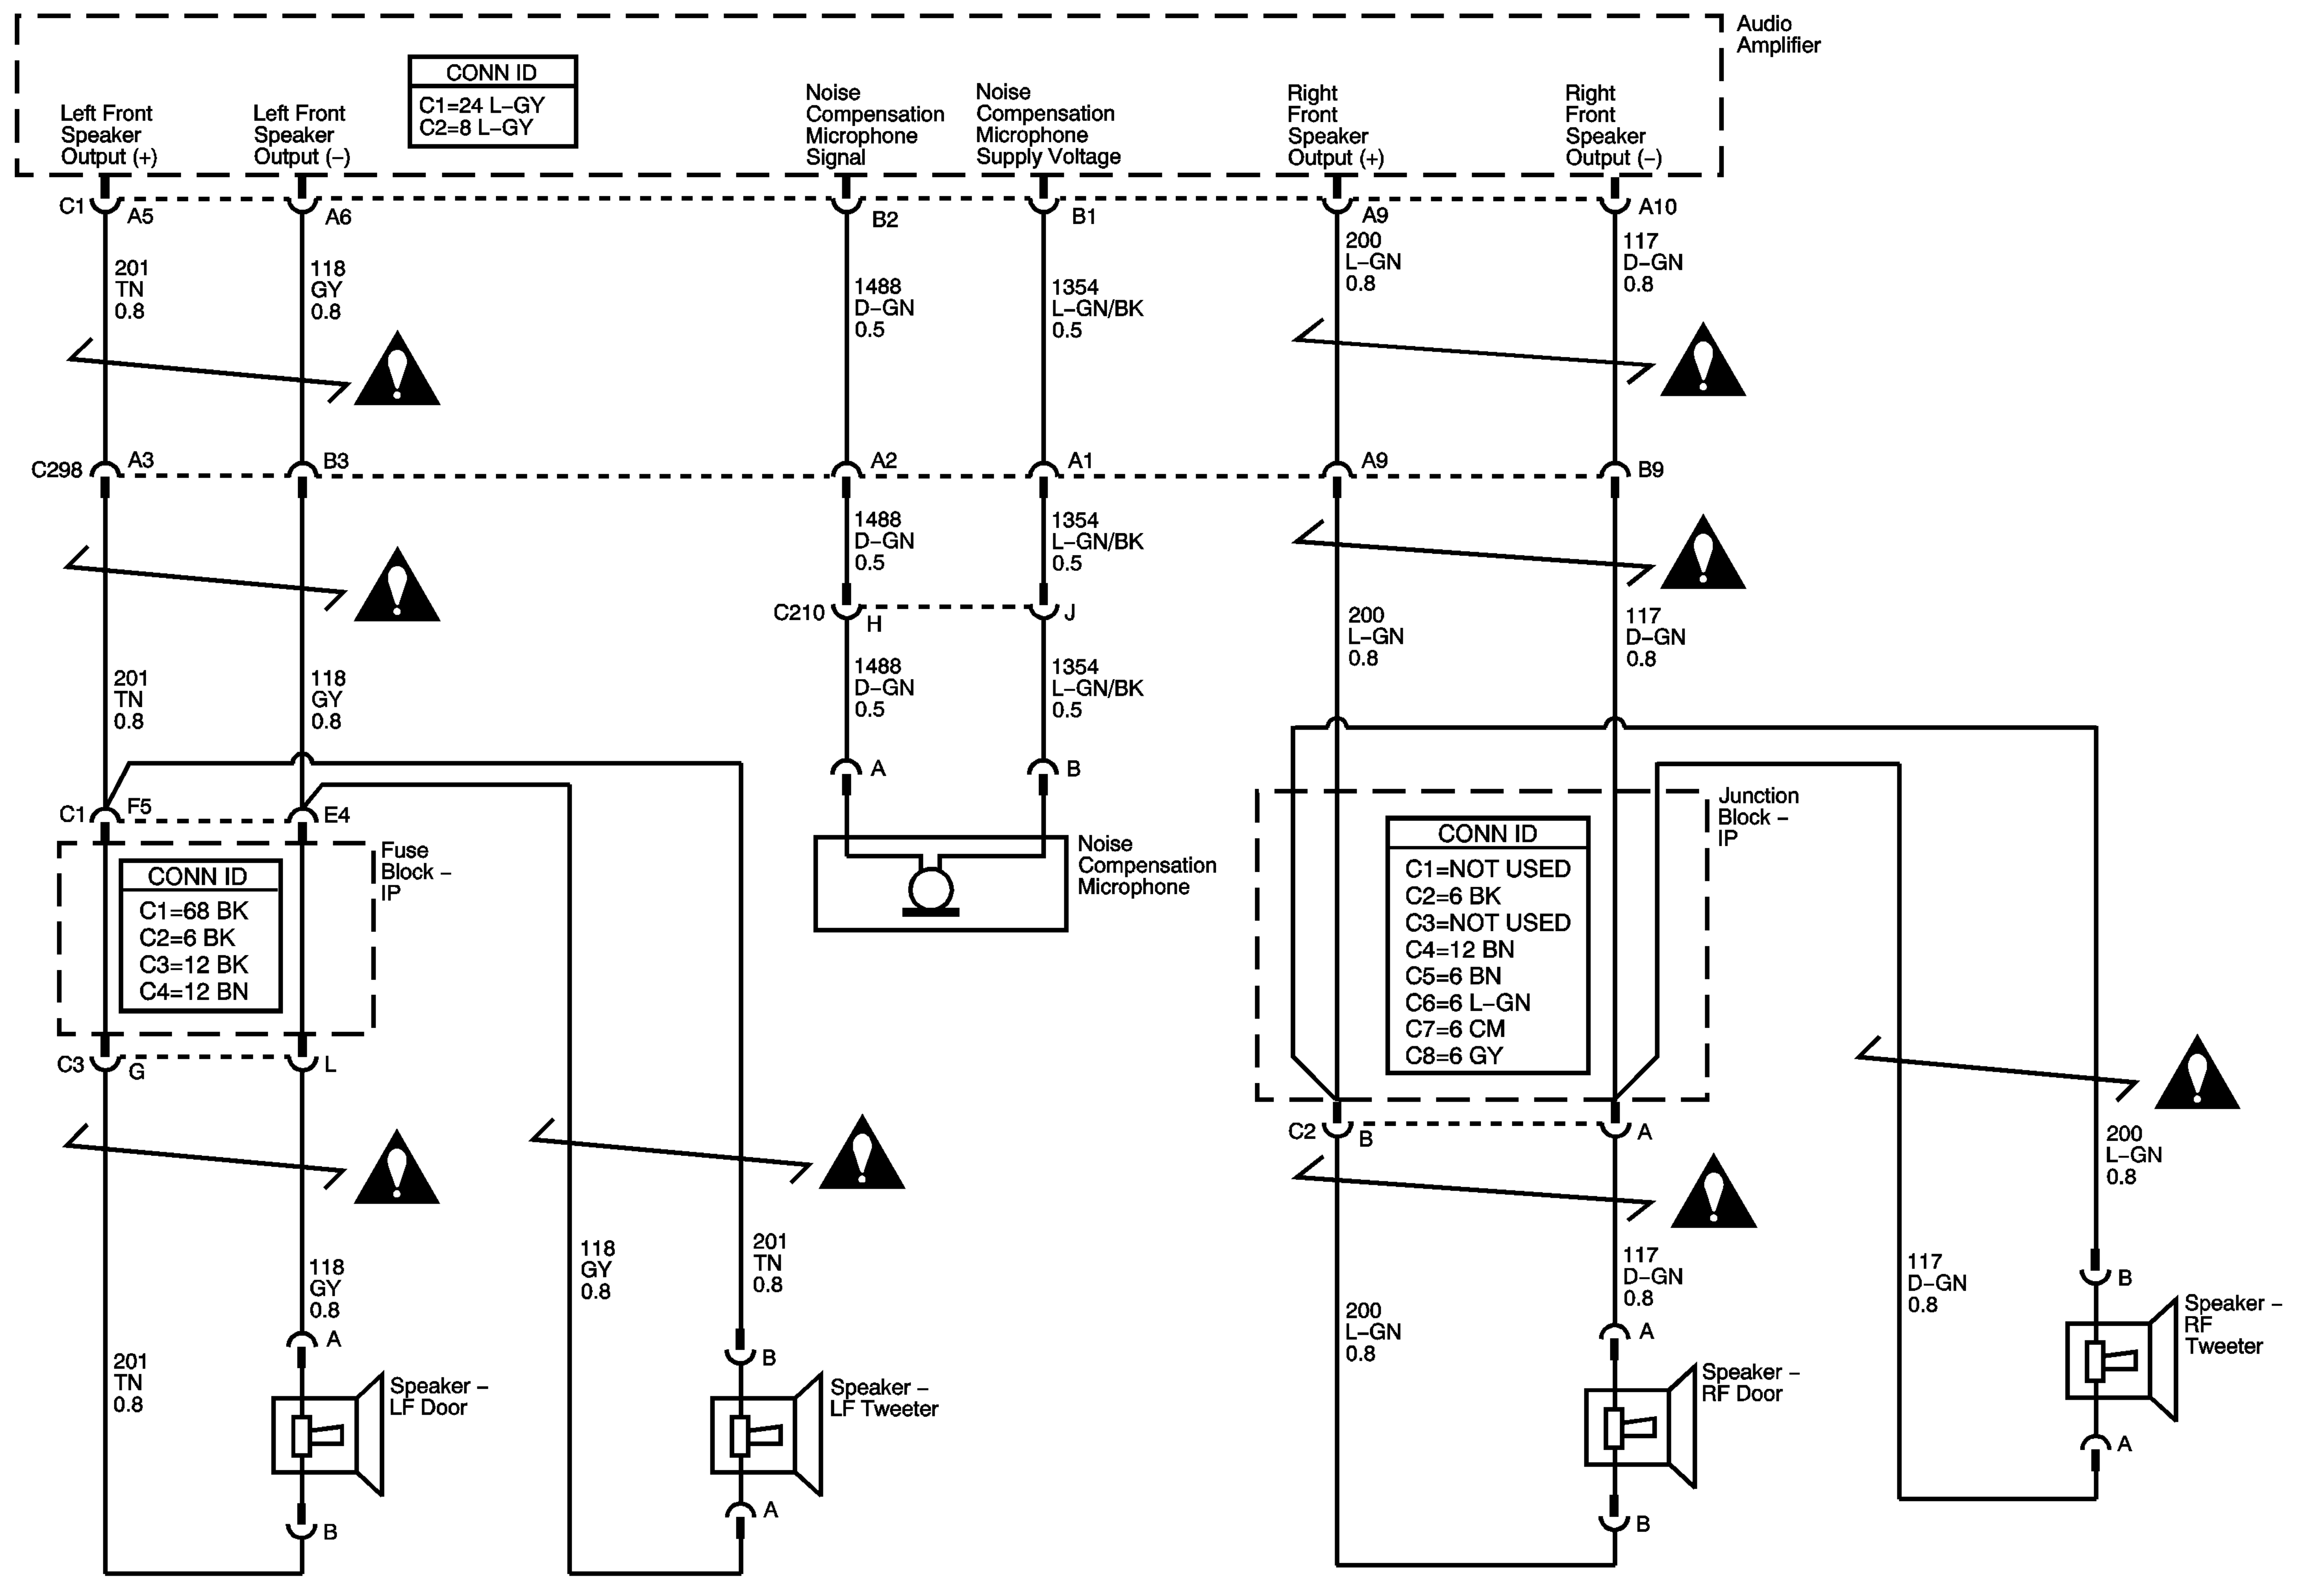 Audio
Amplifier
CONN ID
C1=24 L-GY
C2=8 L-GY
Left Front
Speaker
Output (+)
Left Front
Speaker
Output (–)
Noise
Compensation
Microphone
Signal
Noise
Compensation
Microphone
Supply Voltage
Right
Front
Speaker
Output (+)
Right
Front
Speaker
Output (–)
C1
A5
A6
B2
B1
A9
A10
201
TN
0.8
118
GY
0.8
1488
D-GN
0.5
1354
L-GN/BK
0.5
200
L-GN
0.8
117
D-GN
0.8
C298
A3
B3
A2
A1
A9
B9
1488
D-GN
0.5
1354
L-GN/BK
0.5
C210
H
J
201
TN
0.8
118
GY
0.8
1488
D-GN
0.5
1354
L-GN/BK
0.5
200
L-GN
0.8
117
D-GN
0.8
A
B
C1
F5
E4
Fuse
Block –
IP
CONN ID
C1=68 BK
C2=6 BK
C3=12 BK
C4=12 BN
Noise
Compensation
Microphone
Junction
Block –
IP
CONN ID
C1=NOT USED
C2=6 BK
C3=NOT USED
C4=12 BN
C5=6 BN
C6=6 L-GN
C7=6 CM
C8=6 GY
C3
G
L
C2
B
A
118
GY
0.8
118
GY
0.8
201
TN
0.8
117
D-GN
0.8
117
D-GN
0.8
200
L-GN
0.8
201
TN
0.8
200
L-GN
0.8
A
Speaker –
LF Door
B
B
Speaker –
LF Tweeter
A
A
Speaker –
RF Door
B
B
Speaker –
RF
Tweeter
A